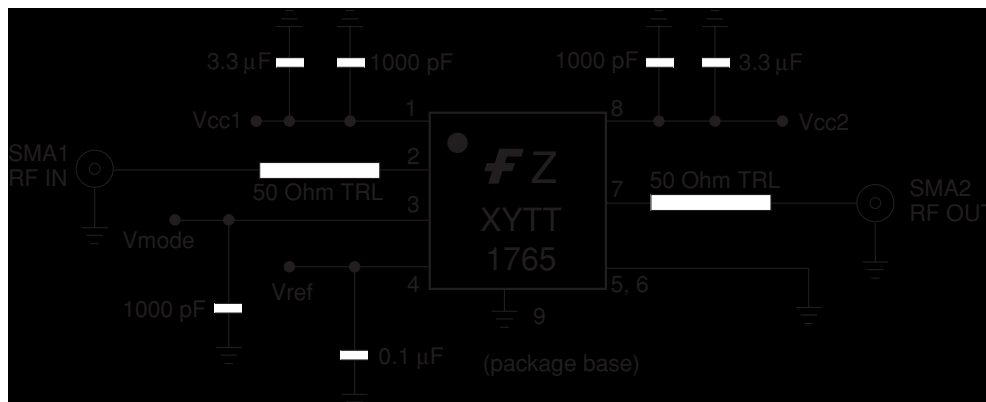 3.3 µF
1000 pF
1000 pF
3.3 µF
1
8
Vcc1
Vcc2
SMA1
RF IN
2
Z
50 Ohm TRL
7
50 Ohm TRL
SMA2
RF OUT
3
XYTT
Vmode
1765
4
Vref
5, 6
1000 pF
9
0.1 µF
(package base)